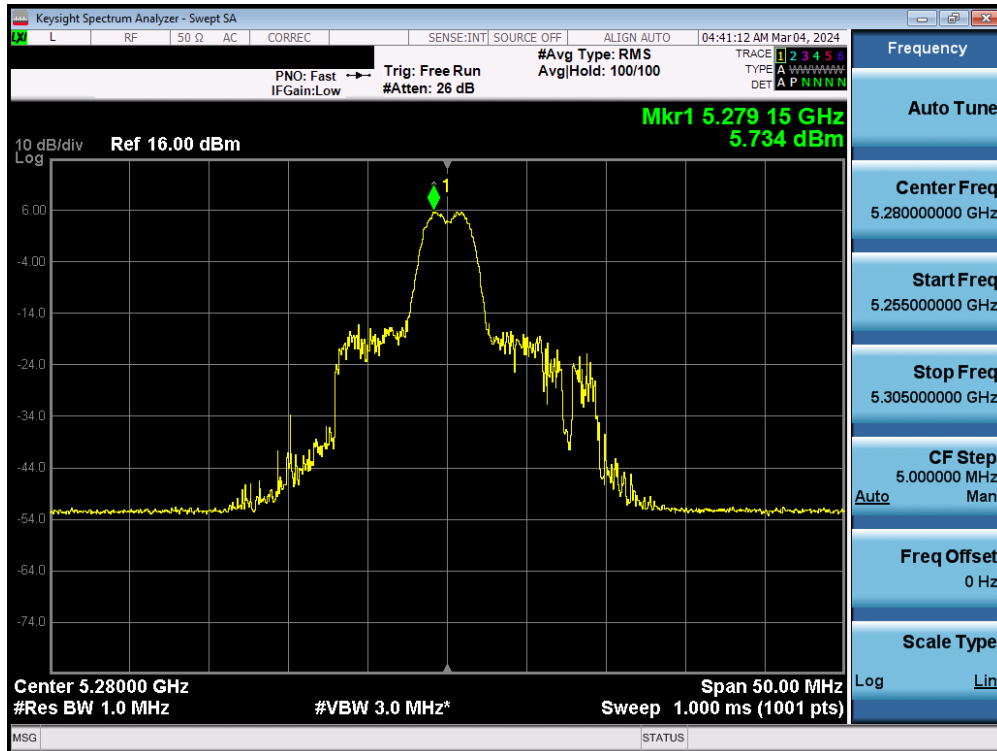 Keysight Spectrum Analyzer - Swept SA
LXI L RF 50 Ω AC CORREC SENSE:INT SOURCE OFF ALIGN AUTO 04:41:12 AM Mar 04, 2024
PNO: Fast
IFGain:Low
Trig: Free Run
#Atten: 26 dB
#Avg Type: RMS
Avg|Hold: 100/100
TRACE 1 2 3 4 5 6
TYPE A WWWWW
DET A P N N N N
Mkr1 5.279 15 GHz
5.734 dBm
10 dB/div Ref 16.00 dBm
Log
1
6.00
-4.00
-14.0
-24.0
-34.0
-44.0
-54.0
-64.0
-74.0
Center 5.28000 GHz Span 50.00 MHz
#Res BW 1.0 MHz #VBW 3.0 MHz* Sweep 1.000 ms (1001 pts)
MSG STATUS
Frequency
Auto Tune
Center Freq
5.280000000 GHz
Start Freq
5.255000000 GHz
Stop Freq
5.305000000 GHz
CF Step
5.000000 MHz
Auto Man
Freq Offset
0 Hz
Scale Type
Log Lin